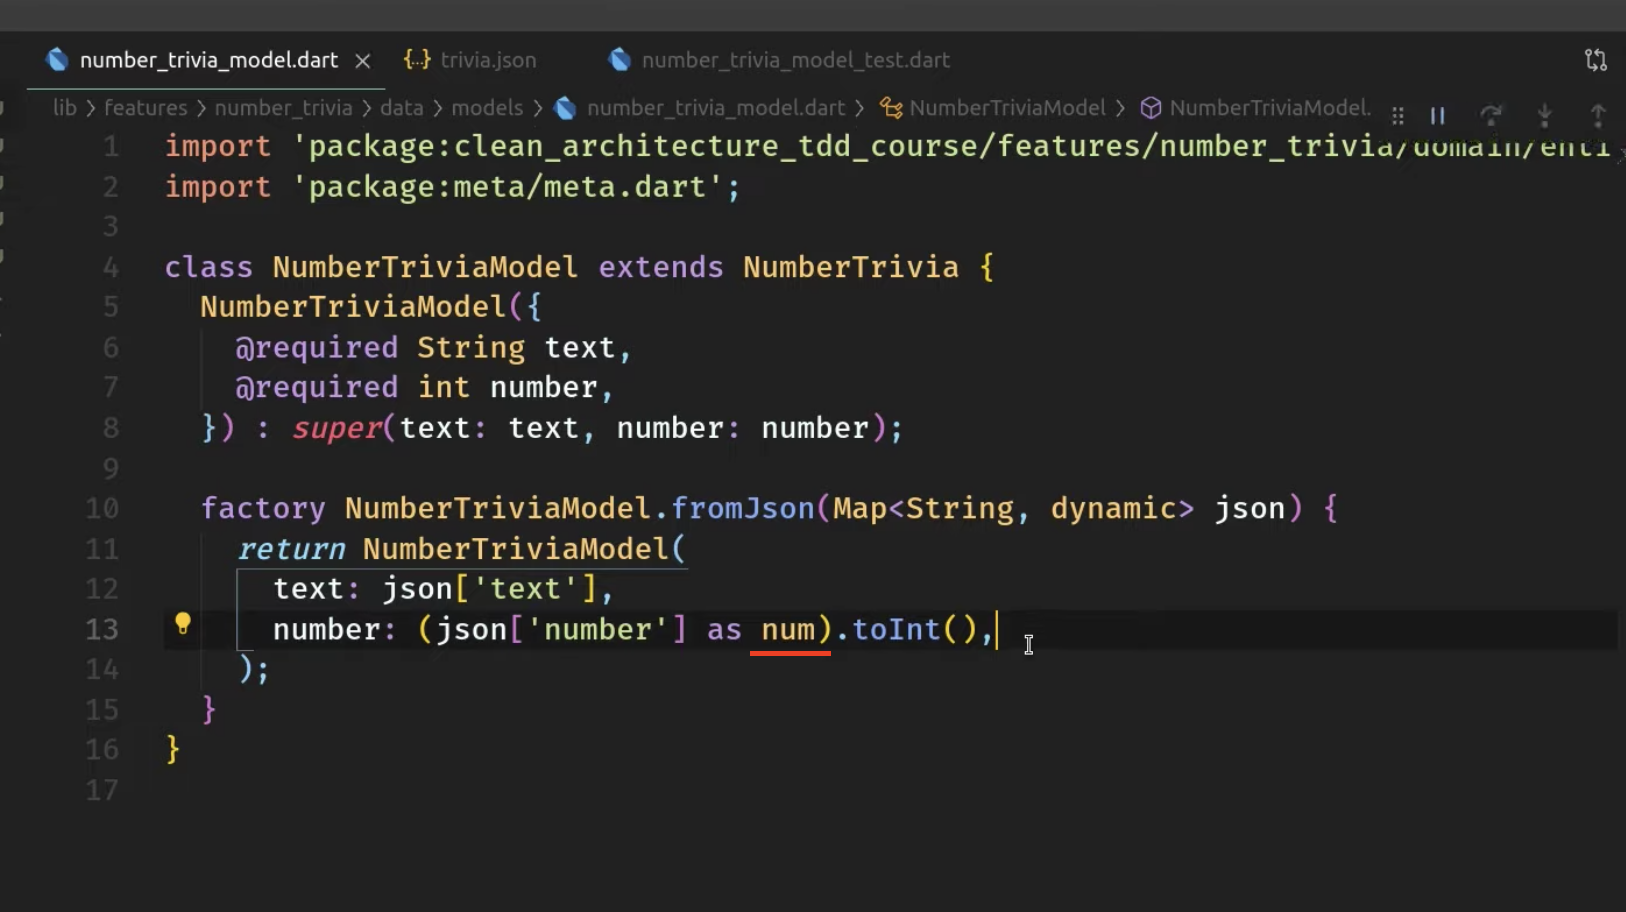 number_trivia_model.dart × {..} trivia.json number_trivia_model_test.dart
lib > features > number_trivia > data > models > number_trivia_model.dart > NumberTriviaModel > NumberTriviaModel.
1 import 'package:clean_architecture_tdd_course/features/number_trivia/domain/enti
2 import 'package:meta/meta.dart';
3
4 class NumberTriviaModel extends NumberTrivia {
5 NumberTriviaModel({
6 @required String text,
7 @required int number,
8 }) : super(text: text, number: number);
9
10 factory NumberTriviaModel.fromJson(Map<String, dynamic> json) {
11 return NumberTriviaModel(
12 text: json['text'],
13 number: (json['number'] as num).toInt(),
14 );
15 }
16 }
17